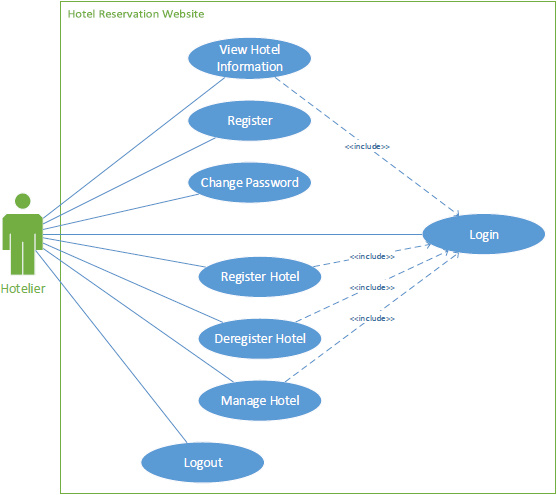 Hotel Reservation Website
View Hotel
Information
Register
<<include>>
Change Password
Login
<<include>>
Register Hotel
Hotelier
<<include>>
<<include>>
Deregister Hotel
Manage Hotel
Logout